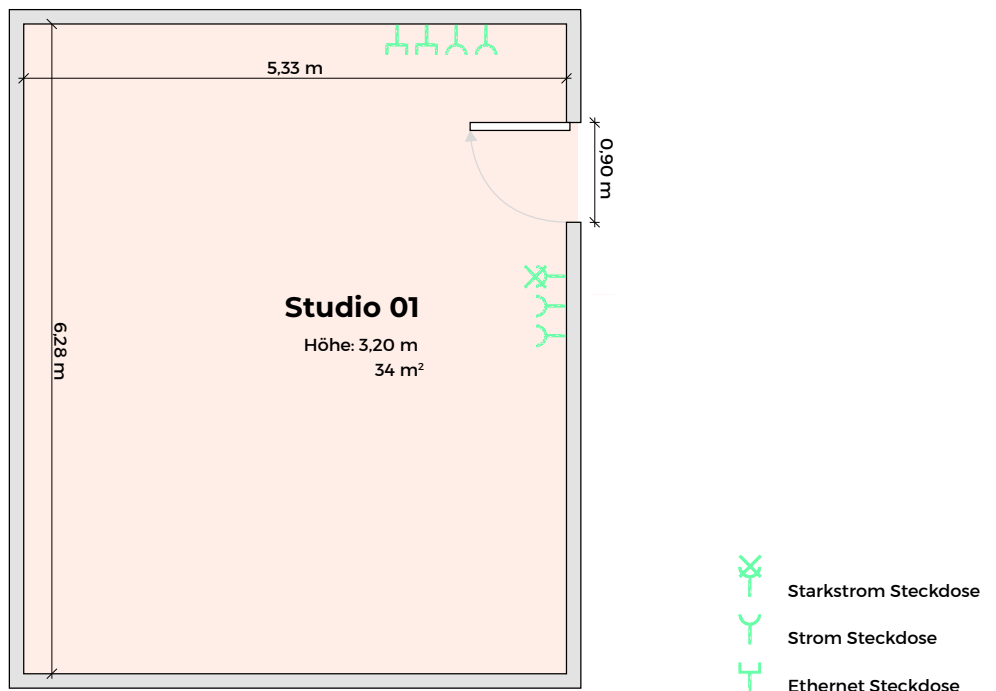 5,33 m
0,90 m
Studio 01
Höhe: 3,20 m
34 m²
6,28 m
Starkstrom Steckdose
Strom Steckdose
Ethernet Steckdose